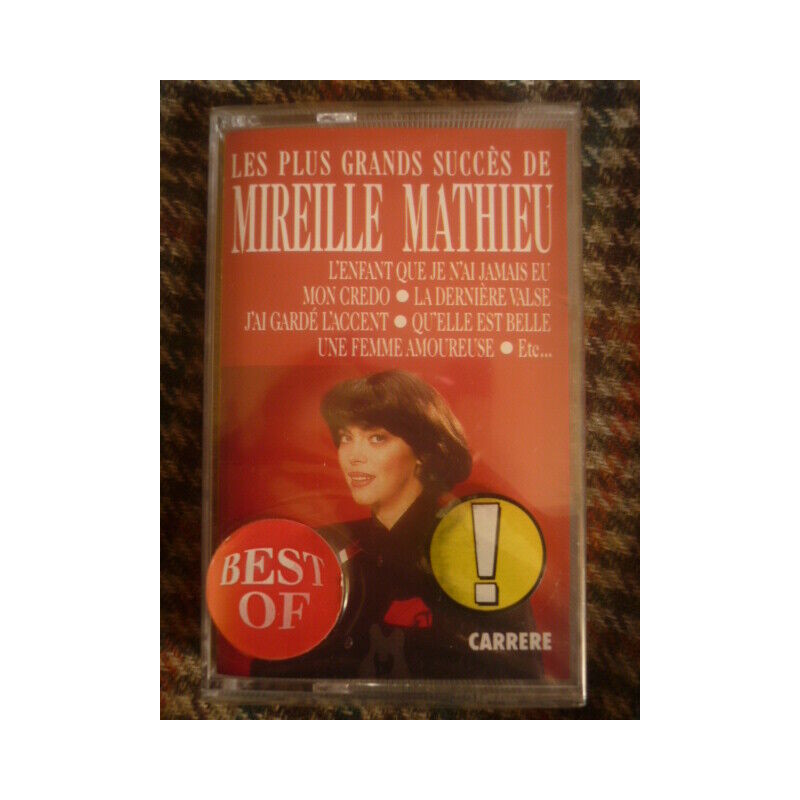 LES PLUS GRANDS SUCCÈS DE
MIREILLE MATHIEU
L'ENFANT QUE JE N'AI JAMAIS EU
MON CREDO ● LA DERNIÈRE VALSE
J'AI GARDÉ L'ACCENT ● QU'ELLE EST BELLE
UNE FEMME AMOUREUSE ● Etc...
BEST
OF
!
CARRERE